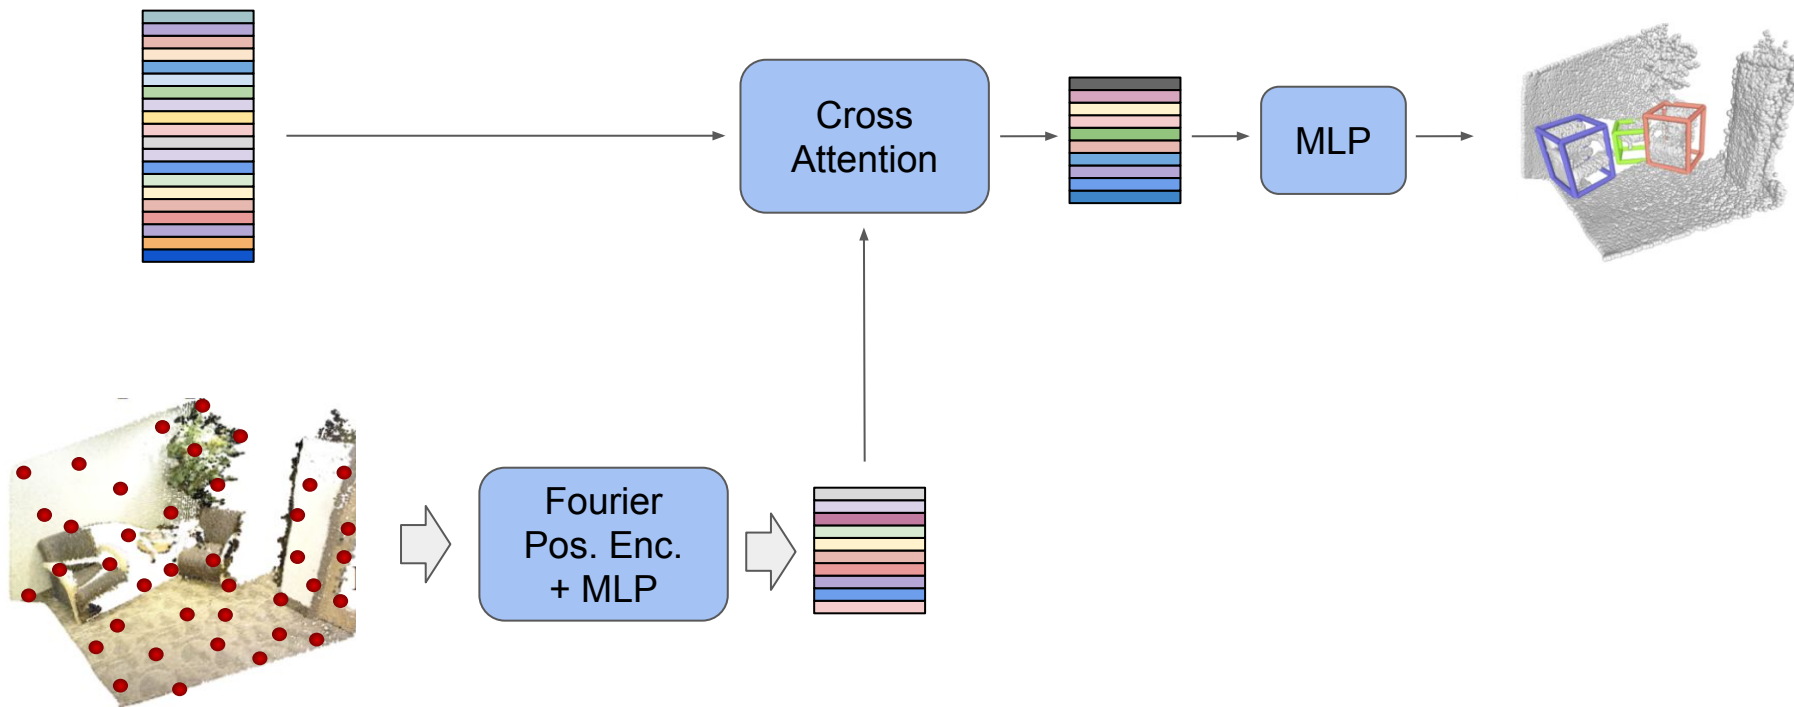 Cross
Attention
MLP
Fourier
Pos. Enc.
+ MLP